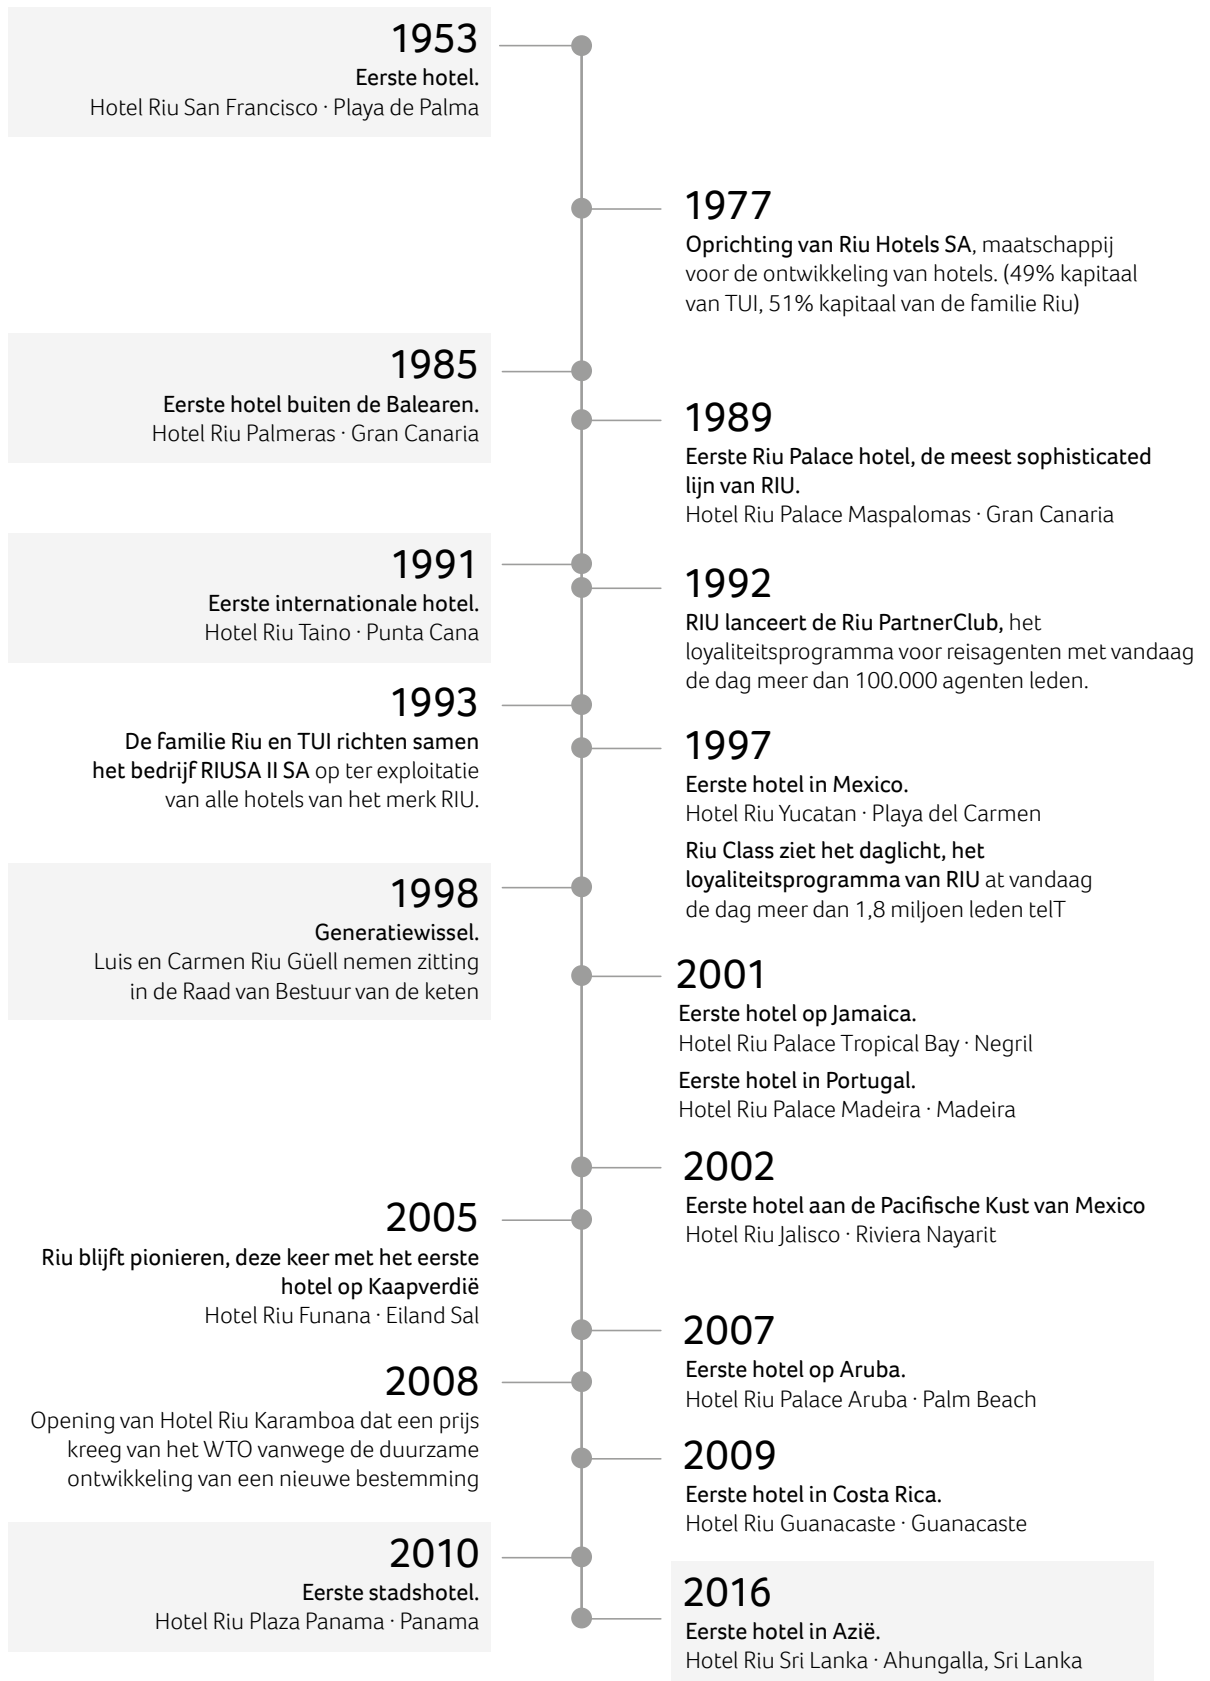 1953
Eerste hotel.
Hotel Riu San Francisco · Playa de Palma
1977
Oprichting van Riu Hotels SA, maatschappij
voor de ontwikkeling van hotels. (49% kapitaal
van TUI, 51% kapitaal van de familie Riu)
1985
Eerste hotel buiten de Balearen.
Hotel Riu Palmeras · Gran Canaria
1989
Eerste Riu Palace hotel, de meest sophisticated
lijn van RIU.
Hotel Riu Palace Maspalomas · Gran Canaria
1991
Eerste internationale hotel.
Hotel Riu Taino · Punta Cana
1992
RIU lanceert de Riu PartnerClub, het
loyaliteitsprogramma voor reisagenten met vandaag
de dag meer dan 100.000 agenten leden.
1993
De familie Riu en TUI richten samen
het bedrijf RIUSA II SA op ter exploitatie
van alle hotels van het merk RIU.
1997
Eerste hotel in Mexico.
Hotel Riu Yucatan · Playa del Carmen
Riu Class ziet het daglicht, het
loyaliteitsprogramma van RIU at vandaag
de dag meer dan 1,8 miljoen leden telT
1998
Generatiewissel.
Luis en Carmen Riu Güell nemen zitting
in de Raad van Bestuur van de keten
2001
Eerste hotel op Jamaica.
Hotel Riu Palace Tropical Bay · Negril
Eerste hotel in Portugal.
Hotel Riu Palace Madeira · Madeira
2002
Eerste hotel aan de Pacifische Kust van Mexico
Hotel Riu Jalisco · Riviera Nayarit
2005
Riu blijft pionieren, deze keer met het eerste
hotel op Kaapverdië
Hotel Riu Funana · Eiland Sal
2007
Eerste hotel op Aruba.
Hotel Riu Palace Aruba · Palm Beach
2008
Opening van Hotel Riu Karamboa dat een prijs
kreeg van het WTO vanwege de duurzame
ontwikkeling van een nieuwe bestemming
2009
Eerste hotel in Costa Rica.
Hotel Riu Guanacaste · Guanacaste
2010
Eerste stadshotel.
Hotel Riu Plaza Panama · Panama
2016
Eerste hotel in Azië.
Hotel Riu Sri Lanka · Ahungalla, Sri Lanka